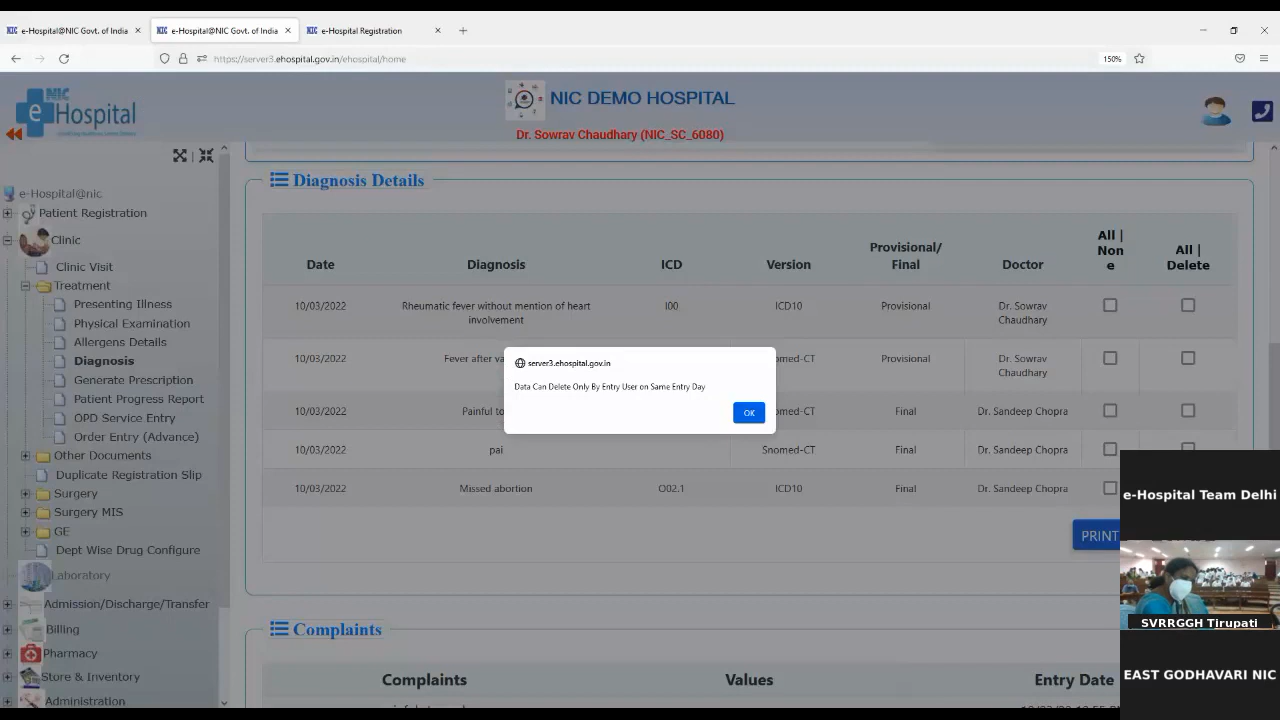 e-Hospital@NIC Govt. of India
e-Hospital@NIC Govt. of India
e-Hospital Registration
https://server3.ehospital.gov.in/ehospital/home
150%
NIC
e Hospital
NIC DEMO HOSPITAL
Dr. Sowrav Chaudhary (NIC_SC_6080)
e-Hospital@nic
Patient Registration
Clinic
Clinic Visit
Treatment
Presenting Illness
Physical Examination
Allergens Details
Diagnosis
Generate Prescription
Patient Progress Report
OPD Service Entry
Order Entry (Advance)
Other Documents
Duplicate Registration Slip
Surgery
Surgery MIS
GE
Dept Wise Drug Configure
Laboratory
Admission/Discharge/Transfer
Billing
Pharmacy
Store & Inventory
Administration
Diagnosis Details
Date Diagnosis ICD Version Provisional/ Final Doctor All | Non e All | Delete
10/03/2022 Rheumatic fever without mention of heart involvement I00 ICD10 Provisional Dr. Sowrav Chaudhary
10/03/2022 Fever after va omed-CT Provisional Dr. Sowrav Chaudhary
10/03/2022 Painful to omed-CT Final Dr. Sandeep Chopra
10/03/2022 pai Snomed-CT Final Dr. Sandeep Chopra
10/03/2022 Missed abortion O02.1 ICD10 Final Dr. Sandeep Chopra
PRINT
server3.ehospital.gov.in
Data Can Delete Only By Entry User on Same Entry Day
OK
Complaints
Complaints Values Entry Date
e-Hospital Team Delhi
SVRRGGH Tirupati
EAST GODHAVARI NIC